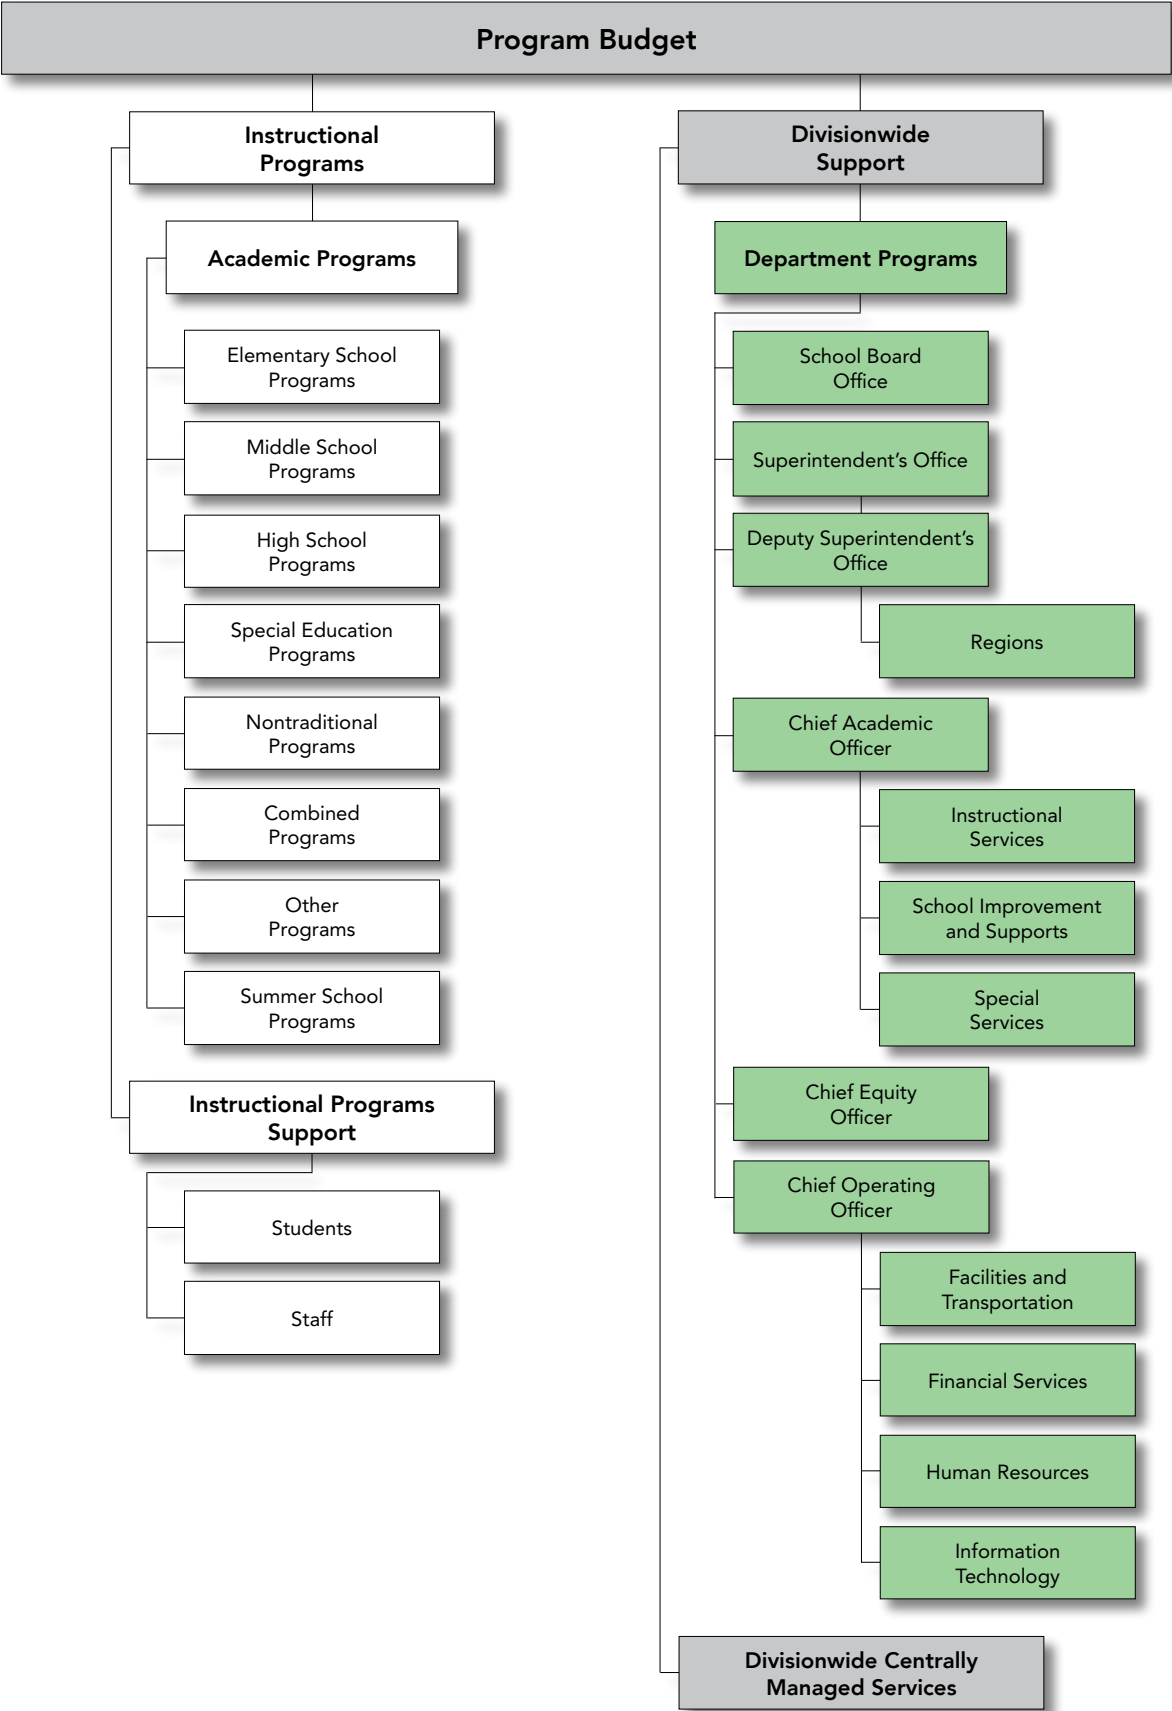 Program Budget
Instructional
Programs
Academic Programs
Elementary School
Programs
Middle School
Programs
High School
Programs
Special Education
Programs
Nontraditional
Programs
Combined
Programs
Other
Programs
Summer School
Programs
Instructional Programs
Support
Students
Staff
Divisionwide
Support
Department Programs
School Board
Office
Superintendent’s Office
Deputy Superintendent’s
Office
Regions
Chief Academic
Officer
Instructional
Services
School Improvement
and Supports
Special
Services
Chief Equity
Officer
Chief Operating
Officer
Facilities and
Transportation
Financial Services
Human Resources
Information
Technology
Divisionwide Centrally
Managed Services